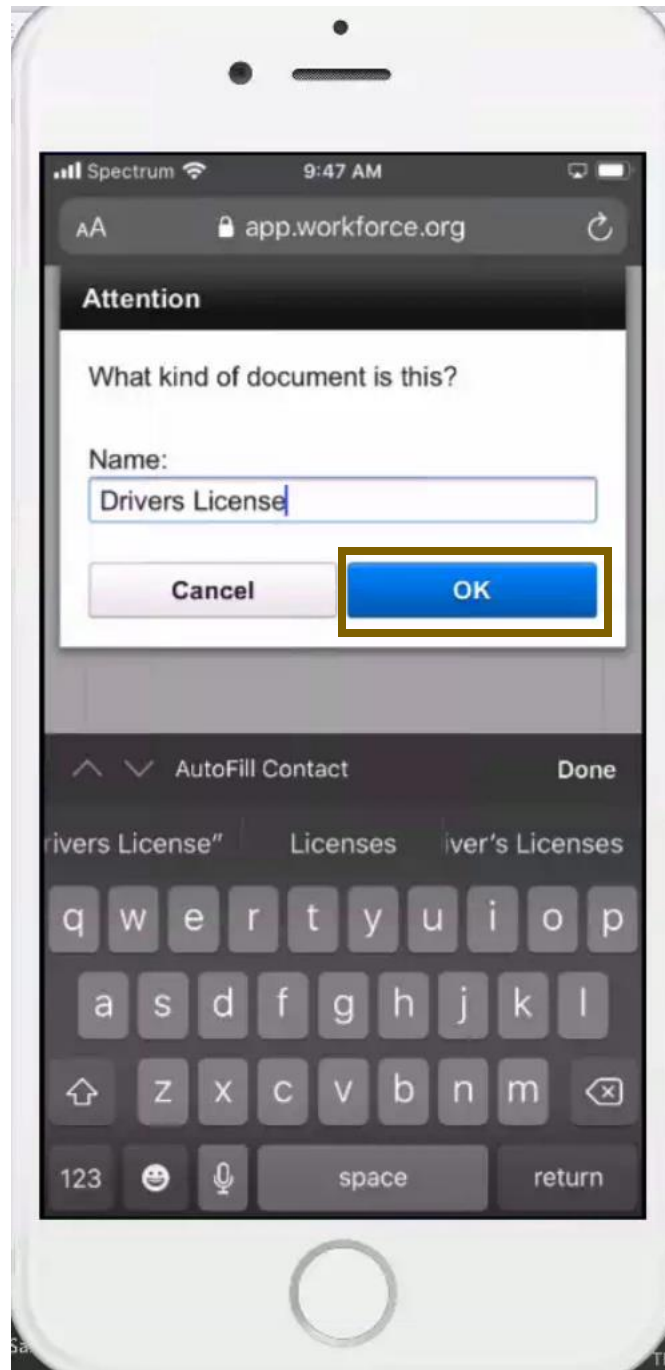 Spectrum 9:47 AM
AA app.workforce.org
Attention
What kind of document is this?
Name:
Drivers License
Cancel OK
AutoFill Contact Done
rivers License” Licenses iver's Licenses
q w e r t y u i o p
a s d f g h j k l
z x c v b n m
123 space return